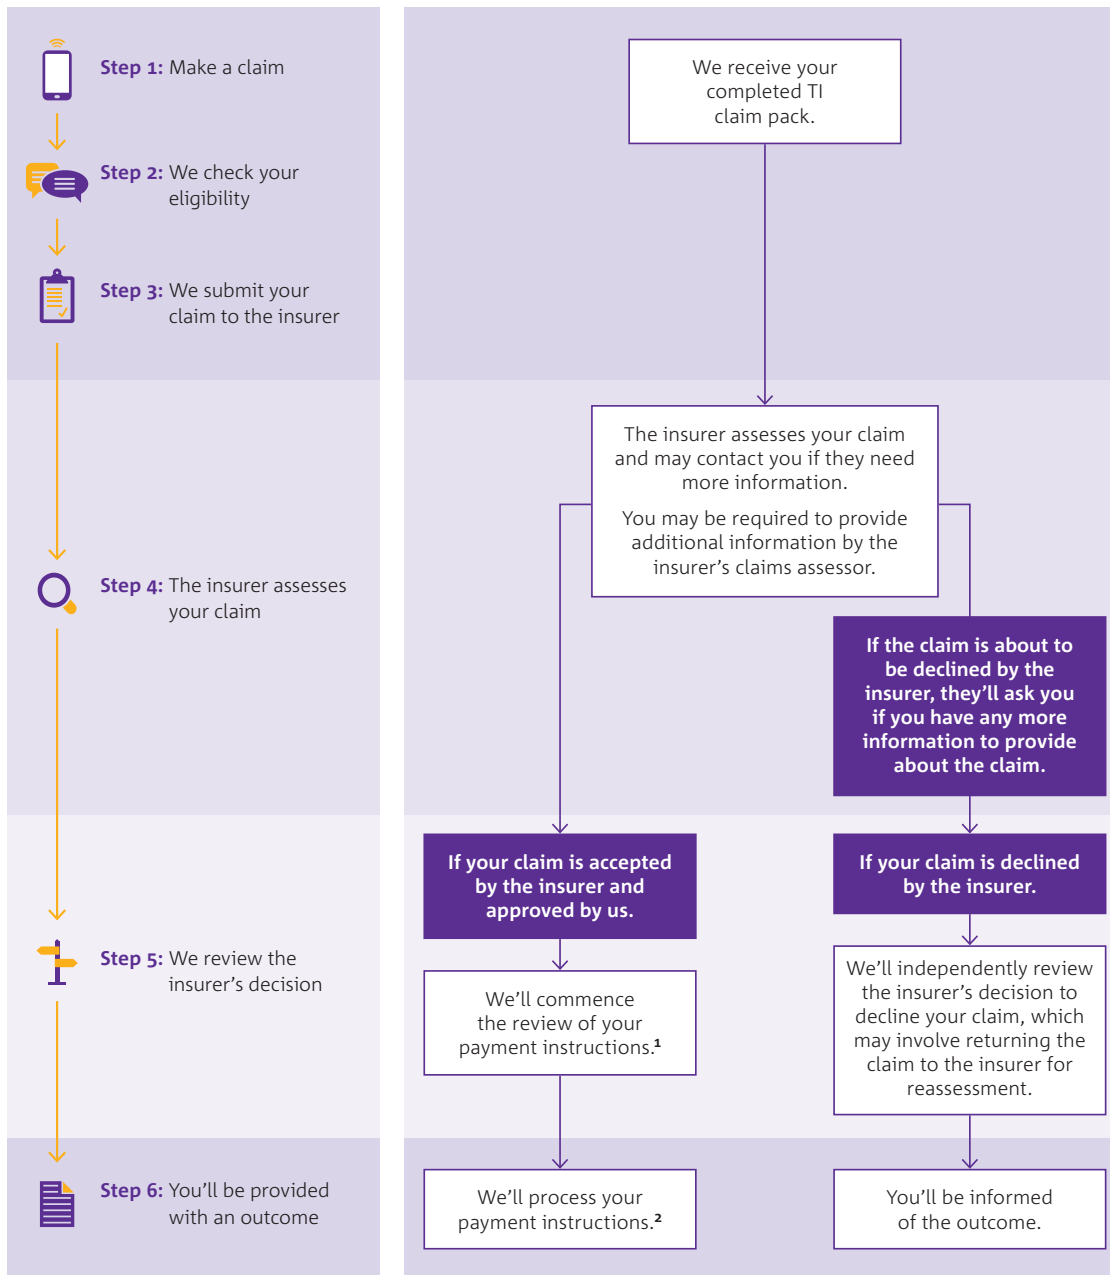 Step 1: Make a claim
Step 2: We check your
eligibility
Step 3: We submit your
claim to the insurer
Step 4: The insurer assesses
your claim
Step 5: We review the
insurer’s decision
Step 6: You’ll be provided
with an outcome
We receive your
completed TI
claim pack.
The insurer assesses your claim
and may contact you if they need
more information.
You may be required to provide
additional information by the
insurer’s claims assessor.
If the claim is about to
be declined by the
insurer, they’ll ask you
if you have any more
information to provide
about the claim.
If your claim is accepted
by the insurer and
approved by us.
We’ll commence
the review of your
payment instructions.¹
We’ll process your
payment instructions.²
If your claim is declined
by the insurer.
We’ll independently review
the insurer’s decision to
decline your claim, which
may involve returning the
claim to the insurer for
reassessment.
You’ll be informed
of the outcome.